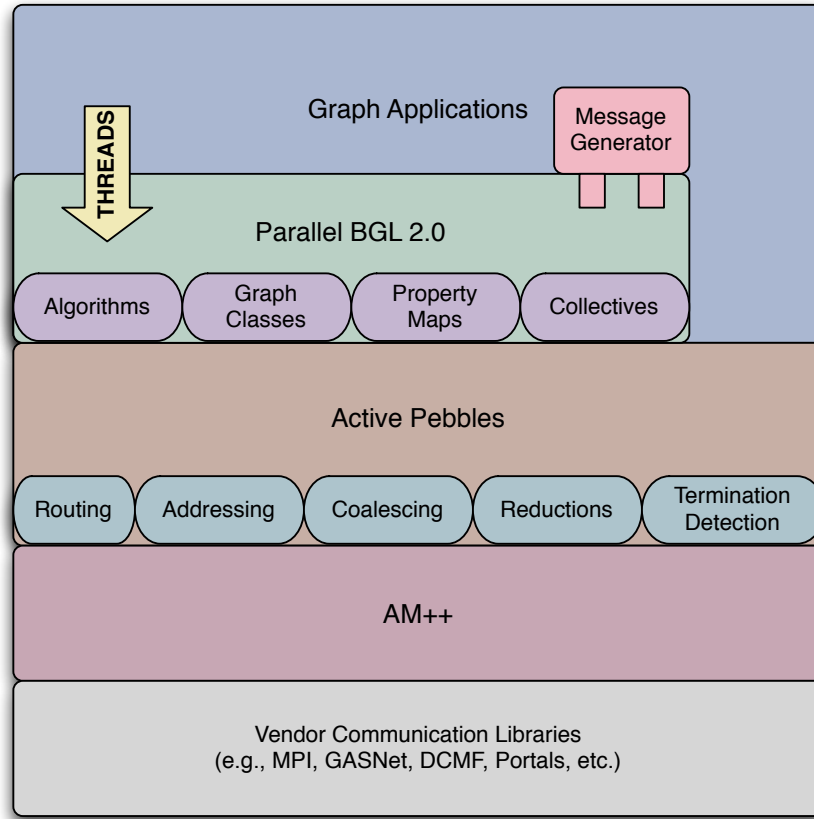 Graph Applications
THREADS
Message
Generator
Parallel BGL 2.0
Algorithms
Graph
Classes
Property
Maps
Collectives
Active Pebbles
Routing
Addressing
Coalescing
Reductions
Termination
Detection
AM++
Vendor Communication Libraries
(e.g., MPI, GASNet, DCMF, Portals, etc.)